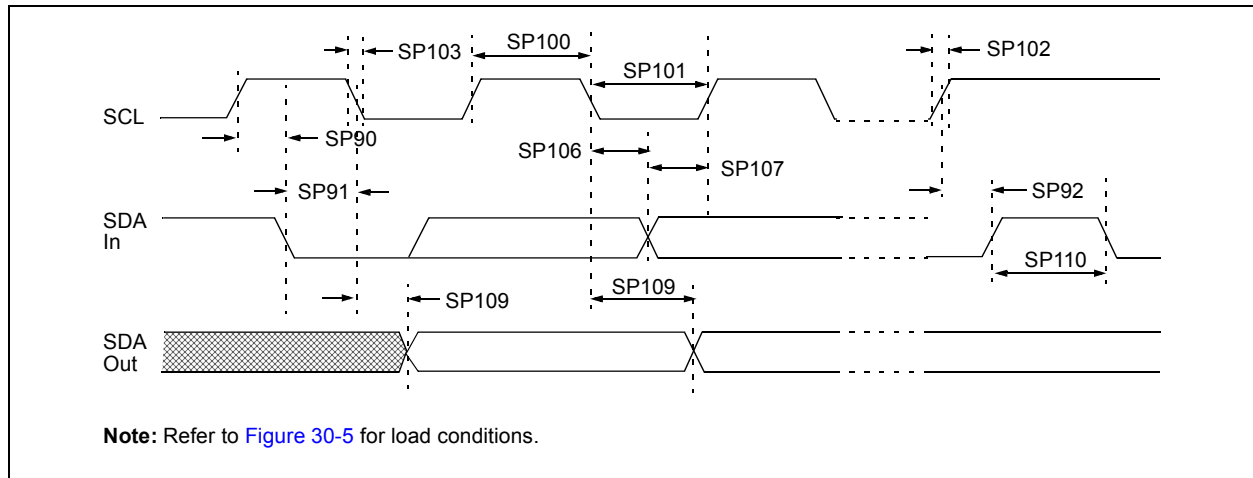 SP103
SP100
SP102
SP101
SCL
SP90
SP106
SP107
SP91
SP92
SDA
In
SP110
SP109
SP109
SDA
Out
Note: Refer to Figure 30-5 for load conditions.